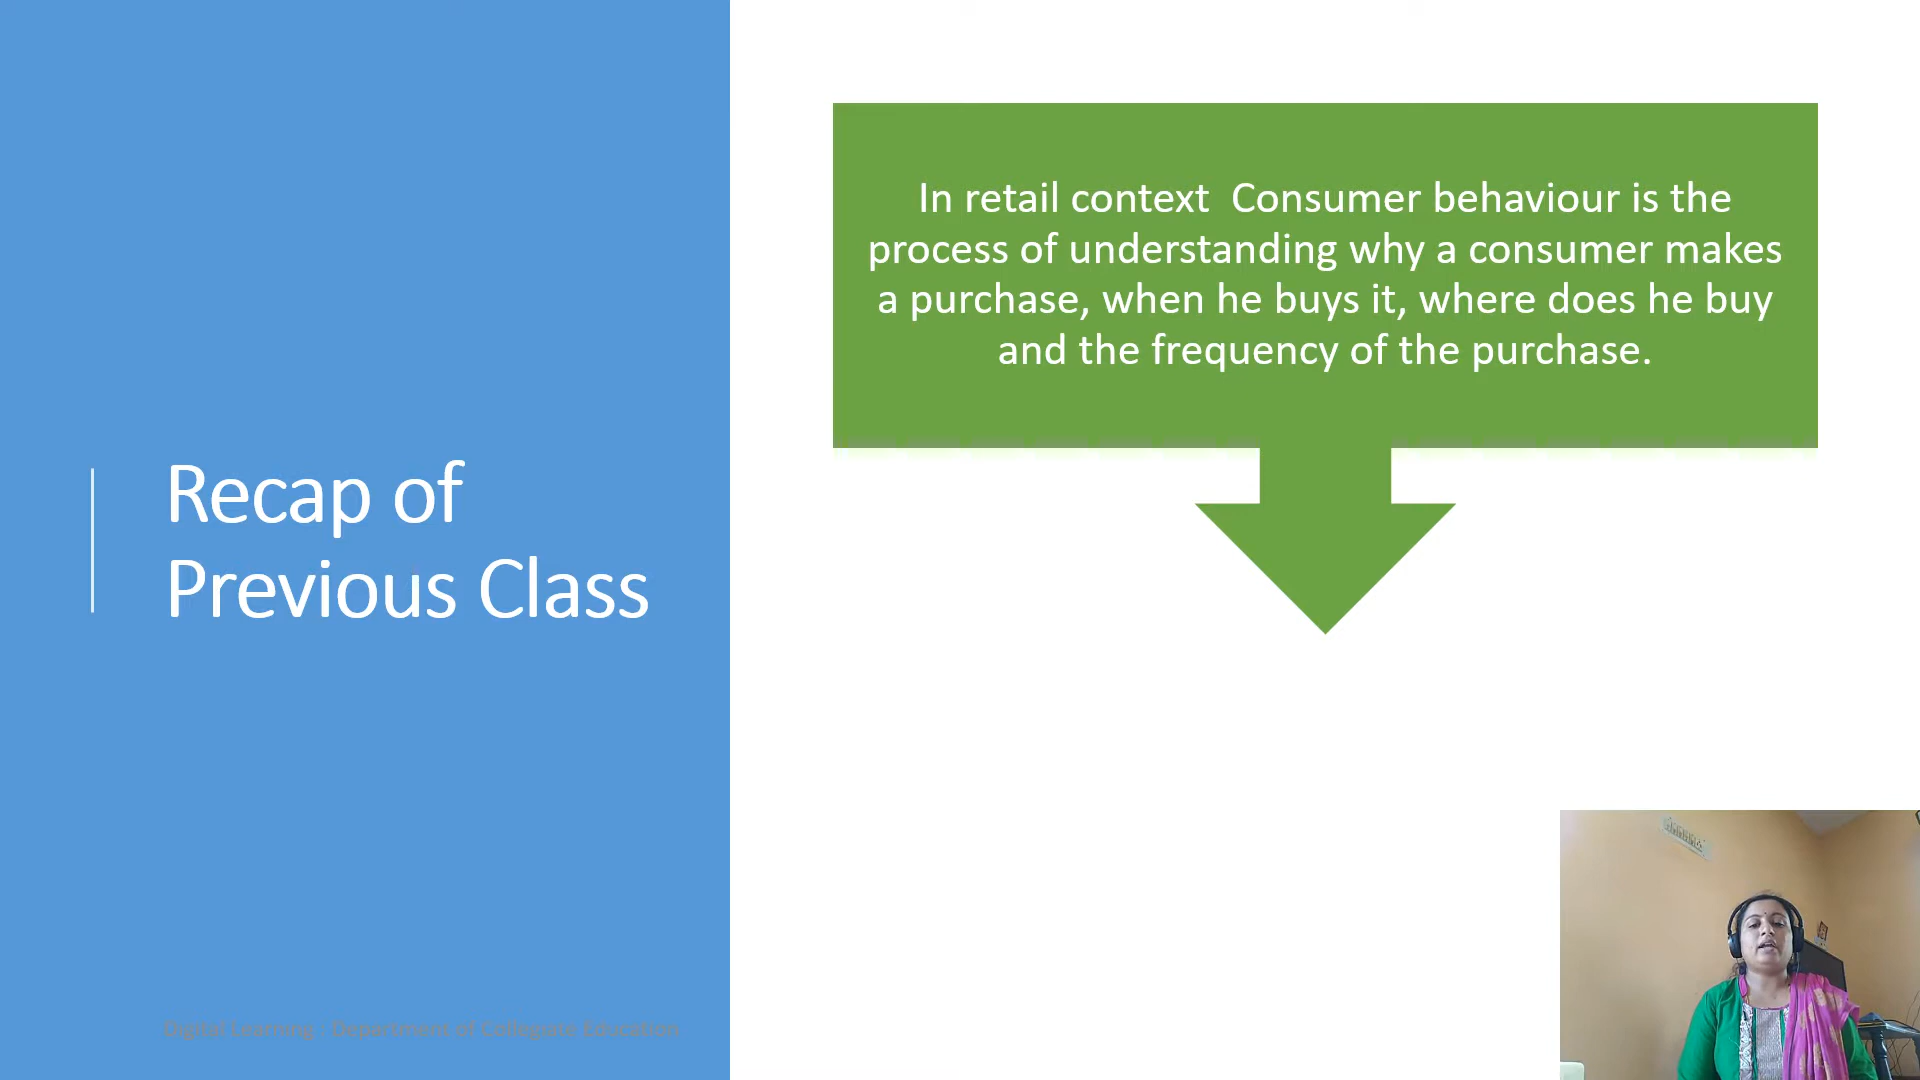 Recap of
Previous Class
In retail context  Consumer behaviour is the
process of understanding why a consumer makes
a purchase, when he buys it, where does he buy
and the frequency of the purchase.
Digital Learning : Department of Collegiate Education